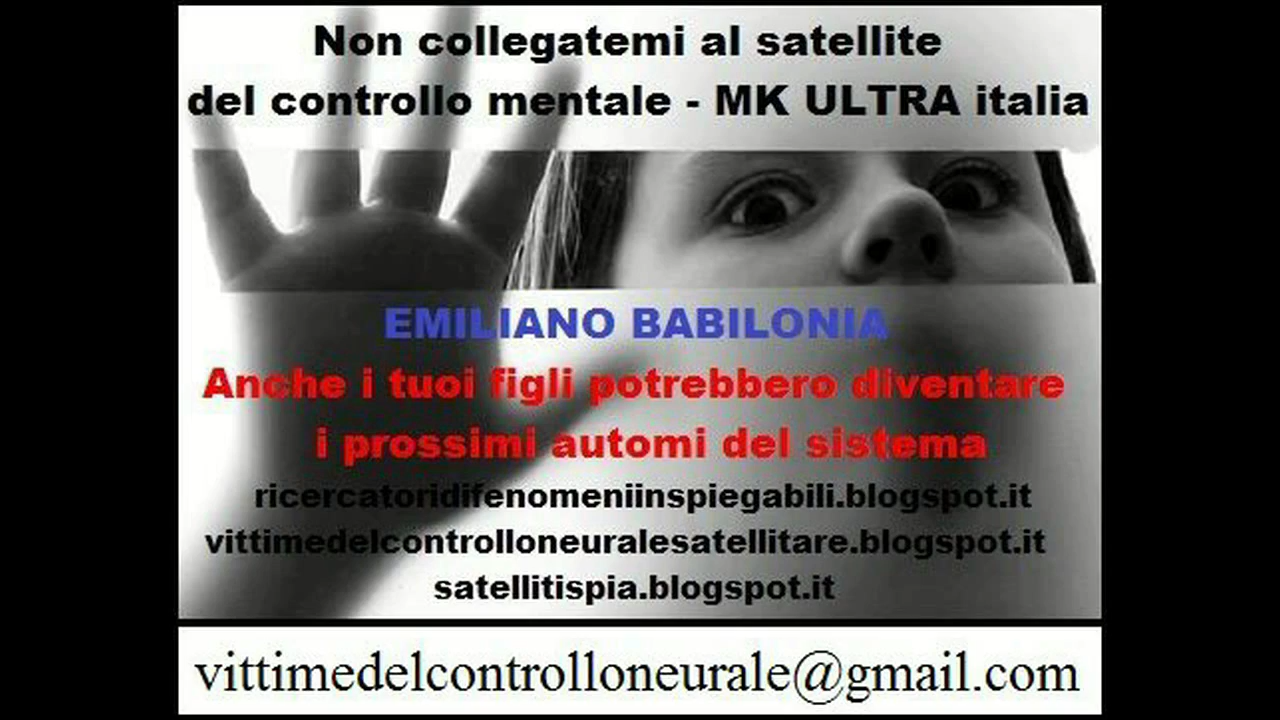 Non collegatemi al satellite
del controllo mentale - MK ULTRA italia
EMILIANO BABILONIA
Anche i tuoi figli potrebbero diventare
i prossimi automi del sistema
ricercatoridifenomeniinspiegabili.blogspot.it
vittimedelcontrolloneuralesatellitare.blogspot.it
satellitispia.blogspot.it
vittimedelcontrolloneurale@gmail.com